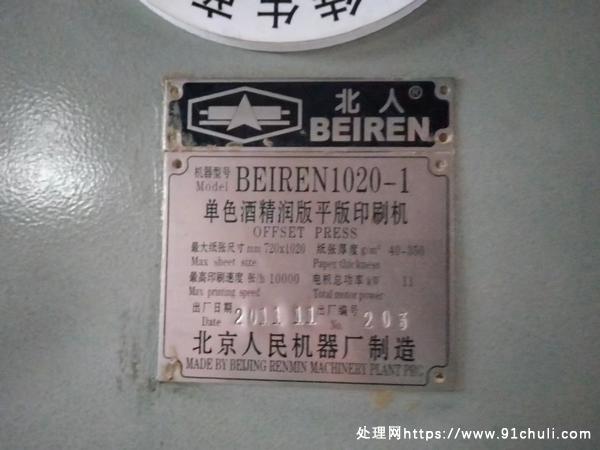 待生产
北人®
BEIREN
机器型号
Model BEIREN1020-1
单色酒精润版平版印刷机
OFFSET PRESS
最大纸张尺寸 mm 720x1020 纸张厚度 g/m² 40-350
Max sheet size Paper thickness
最高印刷速度 张/h 10000 电机总功率 kW 11
Max printing speed Total motor power
出厂日期 2011 11 出厂编号 203
Date No.
北京人民机器厂制造
MADE BY BEIJING RENMIN MACHINERY PLANT PRC
处理网https://www.91chuli.com/